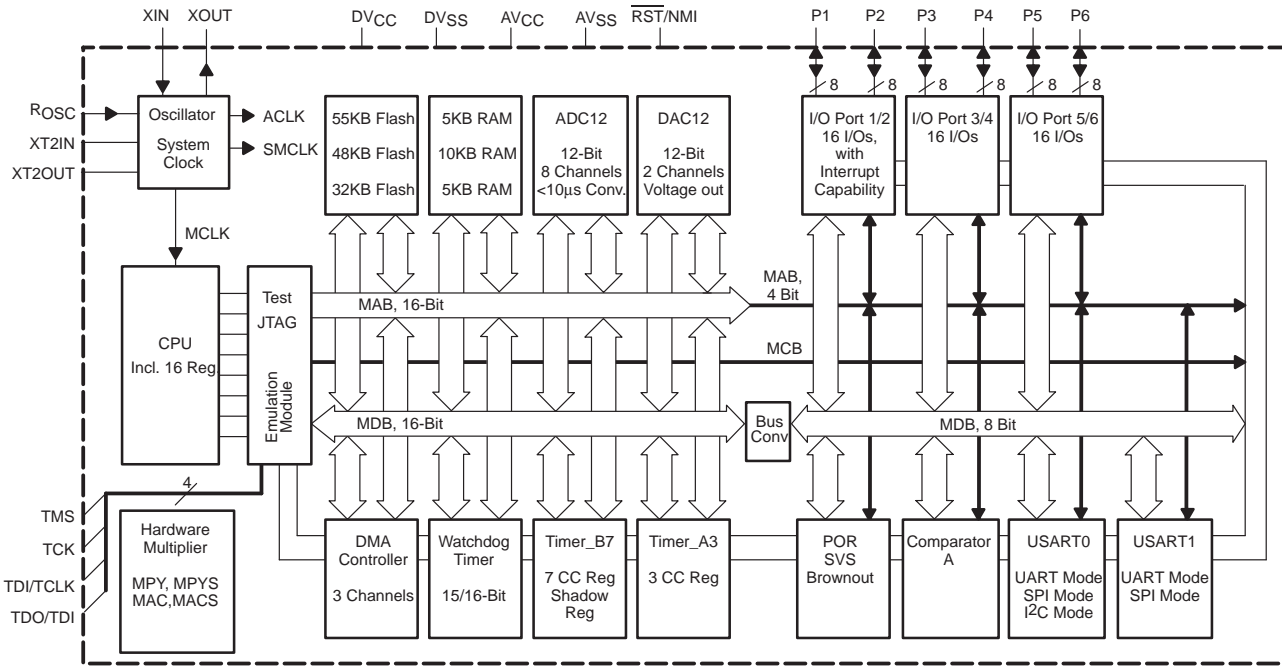 XIN XOUT DVCC DVSS AVCC AVSS RST/NMI P1 P2 P3 P4 P5 P6
8 8 8 8 8 8
ROSC
XT2IN
XT2OUT
Oscillator
System
Clock
ACLK
SMCLK
MCLK
55KB Flash
48KB Flash
32KB Flash
5KB RAM
10KB RAM
5KB RAM
ADC12
12-Bit
8 Channels
<10μs Conv.
DAC12
12-Bit
2 Channels
Voltage out
I/O Port 1/2
16 I/Os,
with
Interrupt
Capability
I/O Port 3/4
16 I/Os
I/O Port 5/6
16 I/Os
CPU
Incl. 16 Reg.
Test
JTAG
Emulation
Module
MAB, 16-Bit
MAB,
4 Bit
MCB
MDB, 16-Bit
Bus
Conv
MDB, 8 Bit
4
TMS
TCK
TDI/TCLK
TDO/TDI
Hardware
Multiplier
MPY, MPYS
MAC,MACS
DMA
Controller
3 Channels
Watchdog
Timer
15/16-Bit
Timer_B7
7 CC Reg
Shadow
Reg
Timer_A3
3 CC Reg
POR
SVS
Brownout
Comparator
A
USART0
UART Mode
SPI Mode
I²C Mode
USART1
UART Mode
SPI Mode